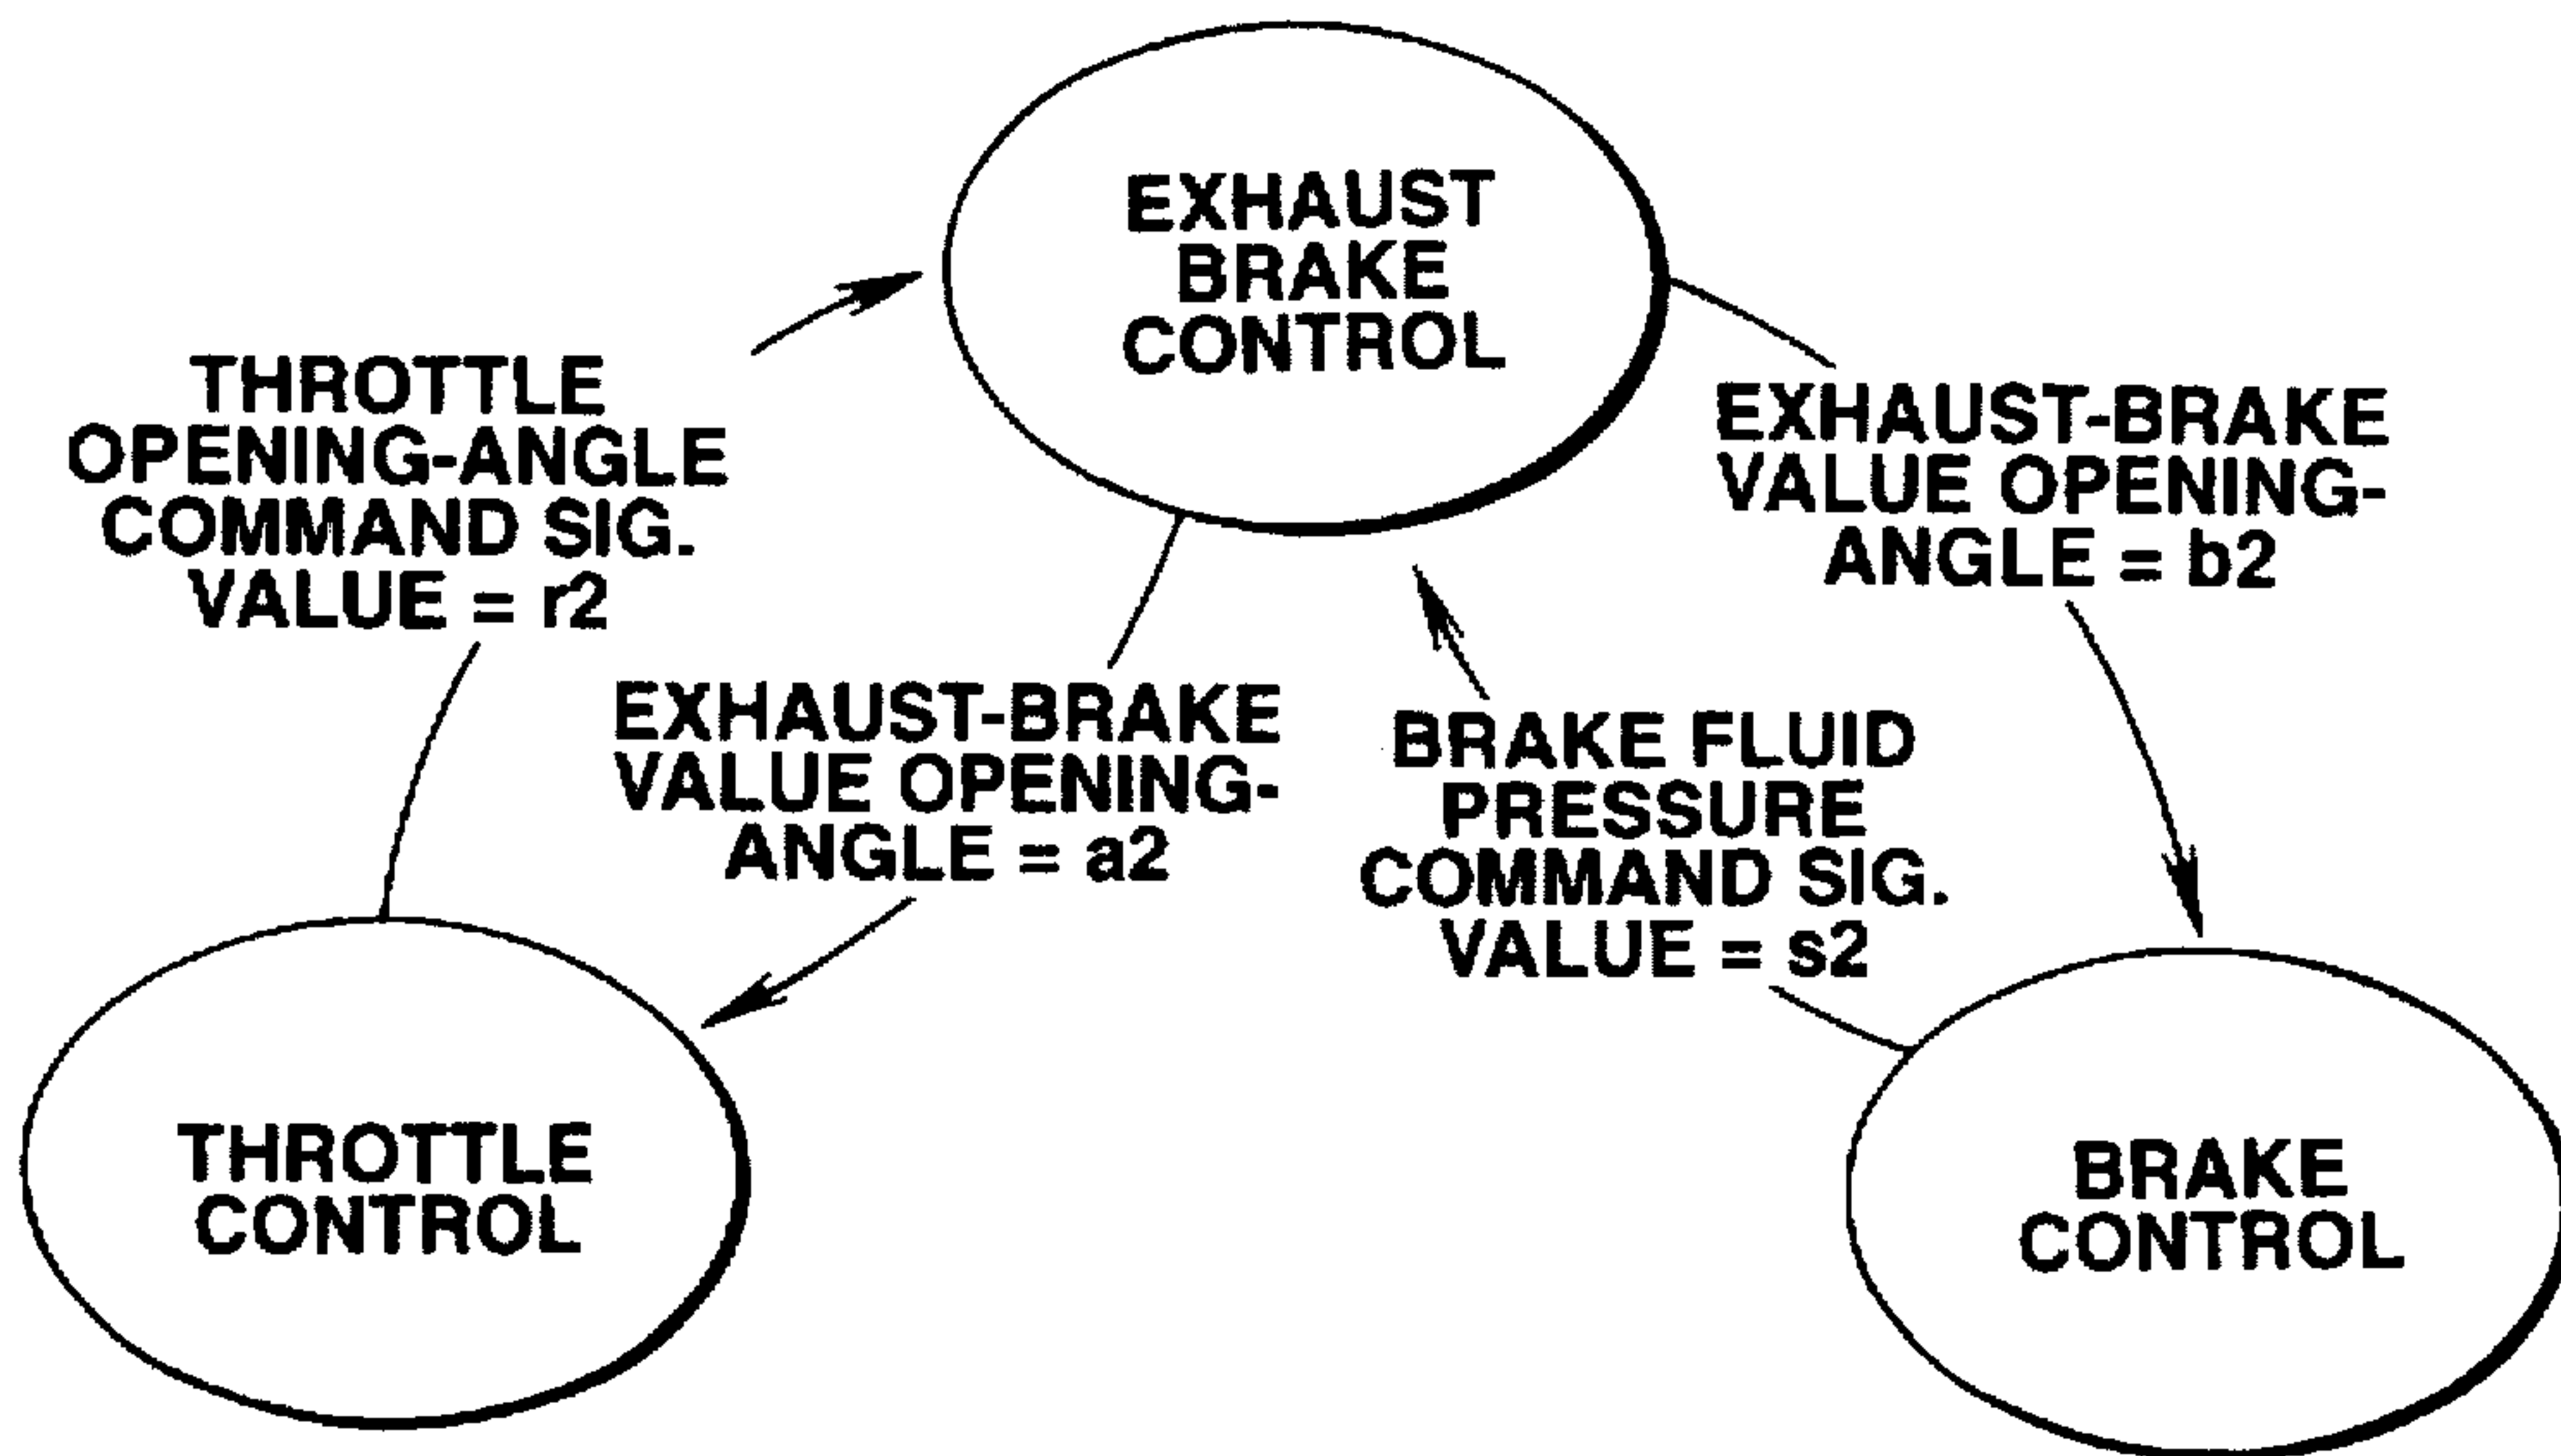 EXHAUST
BRAKE
CONTROL
THROTTLE
OPENING-ANGLE
COMMAND SIG.
VALUE = r2
EXHAUST-BRAKE
VALUE OPENING-
ANGLE = b2
EXHAUST-BRAKE
VALUE OPENING-
ANGLE = a2
BRAKE FLUID
PRESSURE
COMMAND SIG.
VALUE = s2
THROTTLE
CONTROL
BRAKE
CONTROL